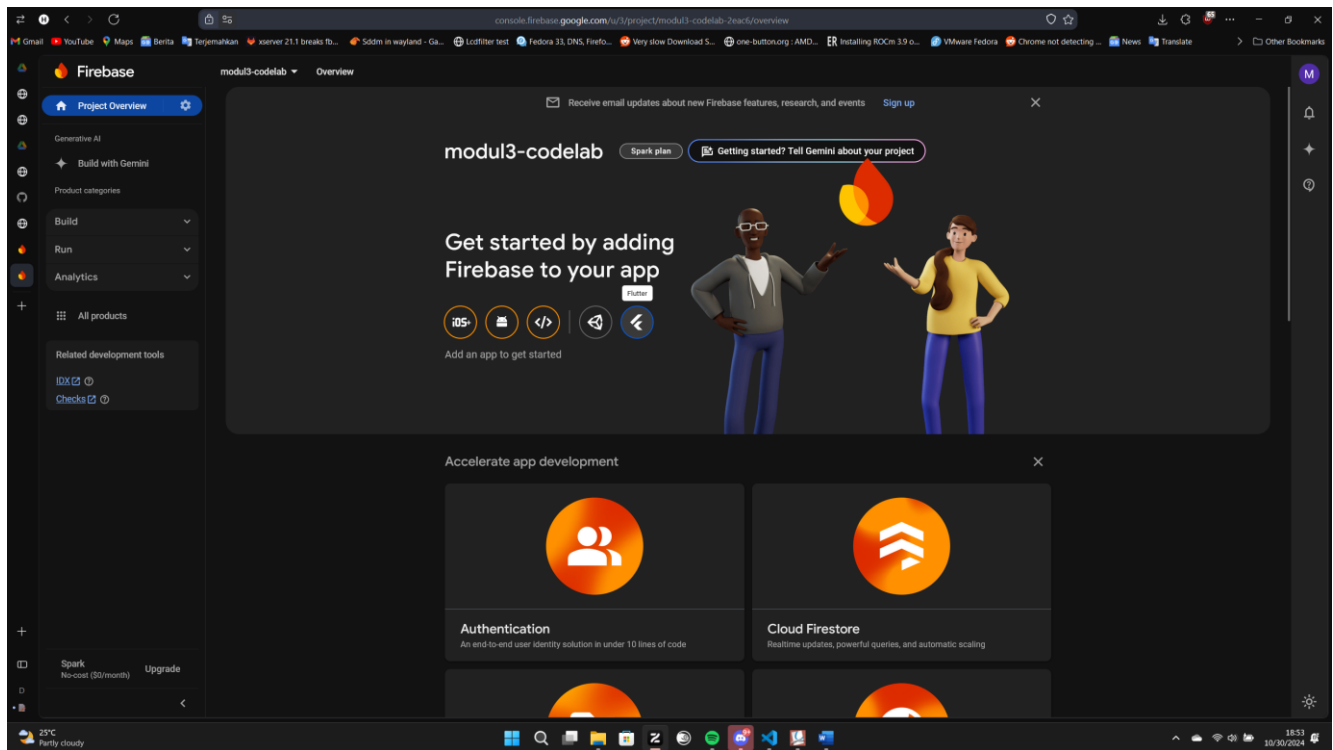 console.firebase.google.com/u/3/project/modul3-codelab-2eac6/overview
65
Gmail YouTube Maps Berita Terjemahkan xserver 21.1 breaks fb... Sddm in wayland - Ga... Lcdfilter test Fedora 33, DNS, Firefo... Very slow Download S... one-button.org : AMD... ER Installing ROCm 3.9 o... VMware Fedora Chrome not detecting ... News Translate Other Bookmarks
Firebase
modul3-codelab Overview
M
Project Overview
Receive email updates about new Firebase features, research, and events Sign up
Generative AI
Build with Gemini
modul3-codelab Spark plan Getting started? Tell Gemini about your project
Product categories
Build
Run
Analytics
All products
Related development tools
IDX
Checks
Get started by adding
Firebase to your app
Flutter
iOS+ </>
Add an app to get started
Accelerate app development
Authentication
An end-to-end user identity solution in under 10 lines of code
Cloud Firestore
Realtime updates, powerful queries, and automatic scaling
Spark
No-cost ($0/month)
Upgrade
D
25°C
Partly cloudy
18:53
10/30/2024